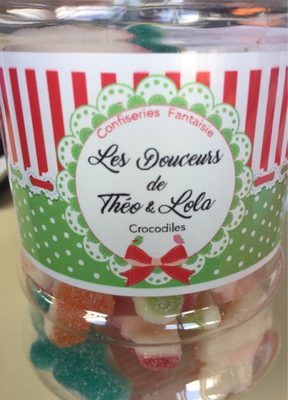 Confiseries Fantaisie
Les Douceurs
de
Théo & Lola
Crocodiles